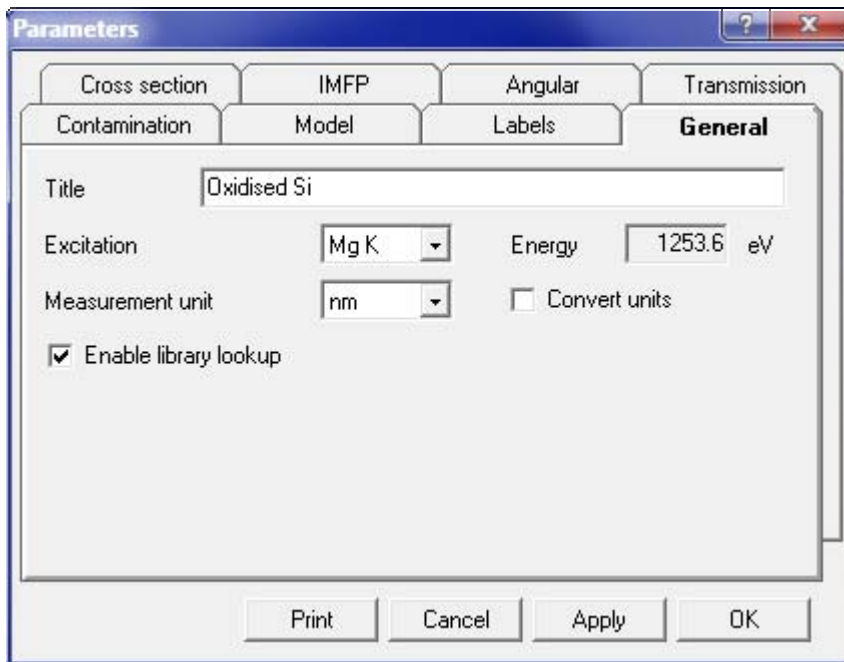 Parameters ?
Cross section IMFP Angular Transmission
Contamination Model Labels General
Title Oxidised Si
Excitation Mg K Energy 1253.6 eV
Measurement unit nm Convert units
Enable library lookup
Print Cancel Apply OK